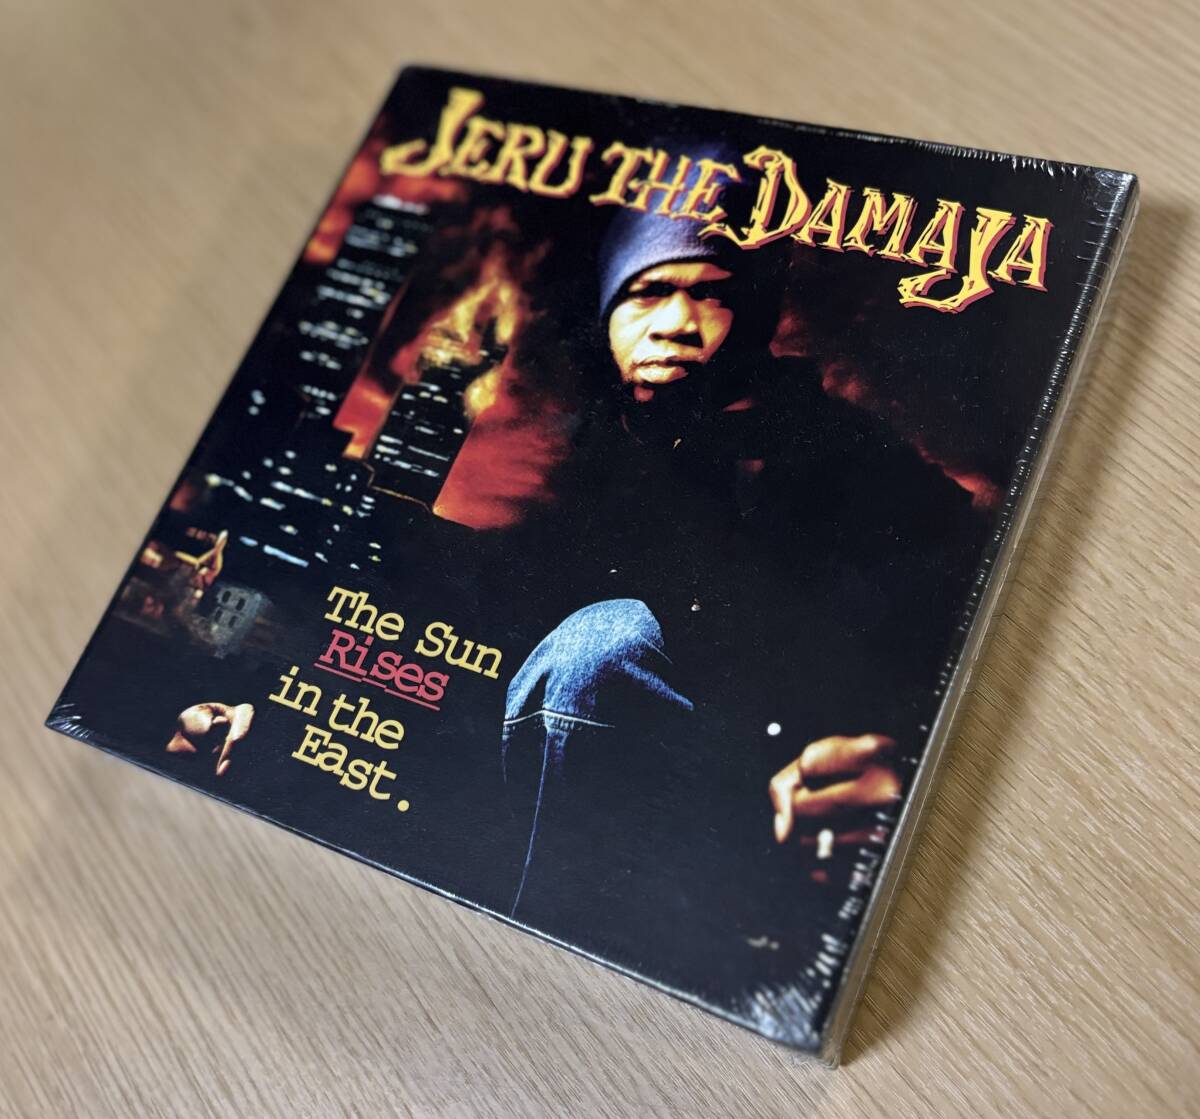 JERU THE DAMAJA
The Sun
Rises
in the
East.